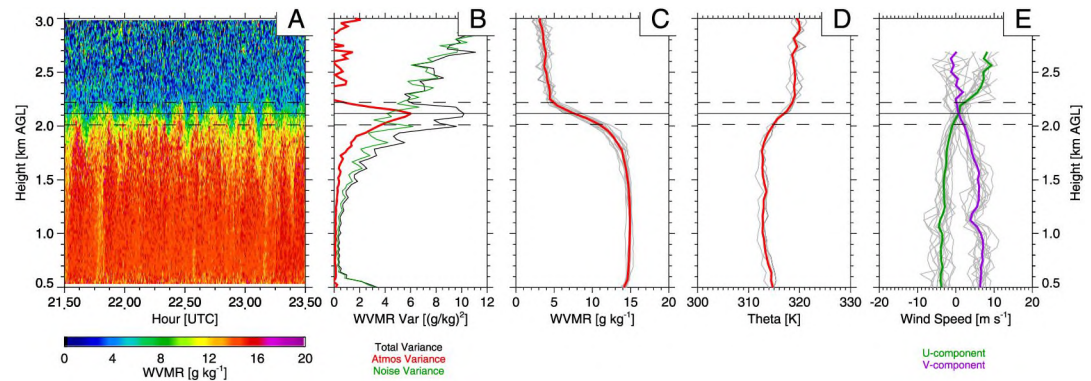 A
B
C
D
E
3.0
2.5
2.0
1.5
1.0
0.5
Height [km AGL]
21.50 22.00 22.50 23.00 23.50
Hour [UTC]
0 4 8 12 16 20
WVMR [g kg⁻¹]
0 2 4 6 8 10 12
WVMR Var [(g/kg)²]
Total Variance
Atmos Variance
Noise Variance
0 5 10 15 20
WVMR [g kg⁻¹]
300 310 320 330
Theta [K]
-20 -10 0 10 20
Wind Speed [m s⁻¹]
U-component
V-component
2.5
2.0
1.5
1.0
0.5
Height [km AGL]